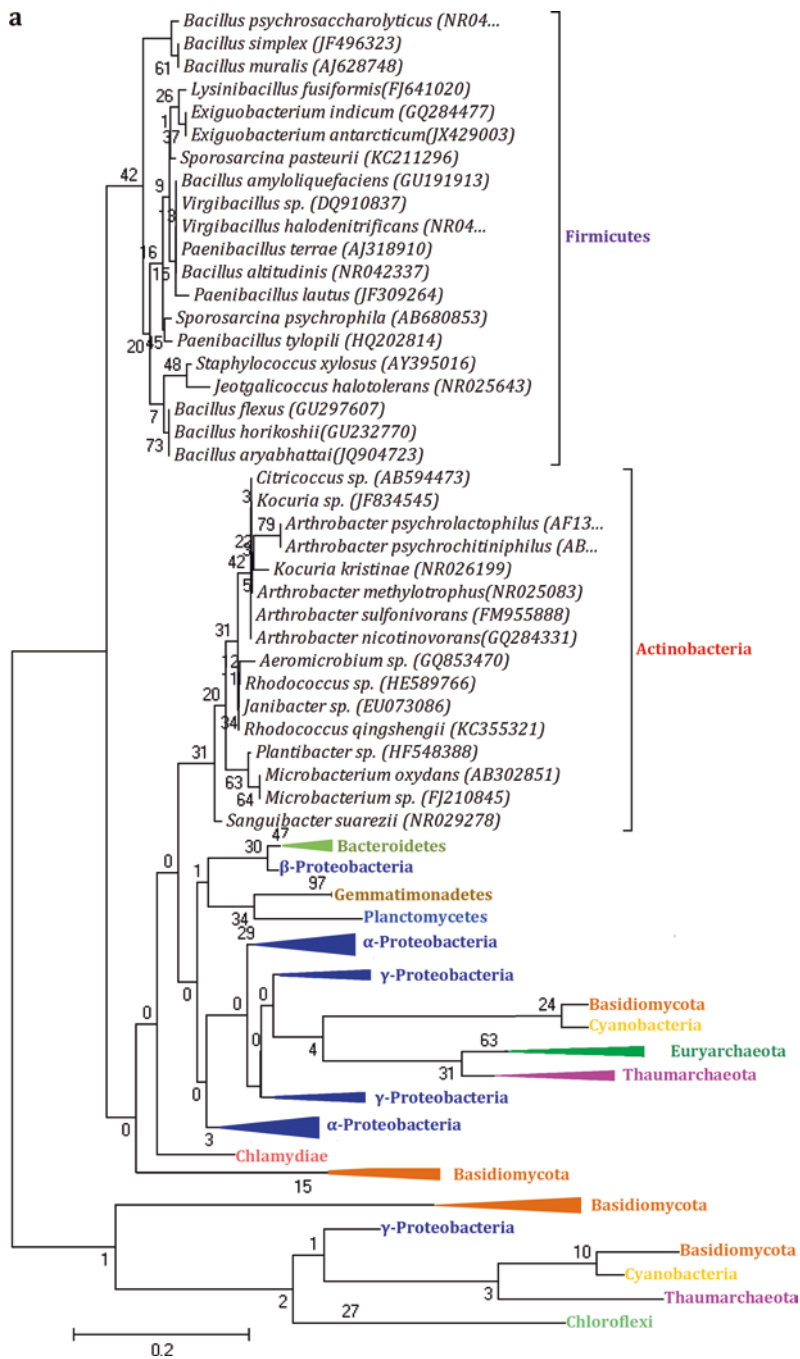 a
Bacillus psychrosaccharolyticus (NR04...
Bacillus simplex (JF496323)
61
Bacillus muralis (AJ628748)
26
Lysinibacillus fusiformis(FJ641020)
1
Exiguobacterium indicum (GQ284477)
37
Exiguobacterium antarcticum(JX429003)
Sporosarcina pasteurii (KC211296)
42
9
Bacillus amyloliquefaciens (GU191913)
Virgibacillus sp. (DQ910837)
13
Virgibacillus halodenitrificans (NR04...
Firmicutes
16
Paenibacillus terrae (AJ318910)
15
Bacillus altitudinis (NR042337)
Paenibacillus lautus (JF309264)
Sporosarcina psychrophila (AB680853)
20
45
Paenibacillus tylopili (HQ202814)
48
Staphylococcus xylosus (AY395016)
Jeotgalicoccus halotolerans (NR025643)
7
Bacillus flexus (GU297607)
Bacillus horikoshii(GU232770)
73
Bacillus aryabhattai(JQ904723)
Citricoccus sp. (AB594473)
3
Kocuria sp. (JF834545)
79
Arthrobacter psychrolactophilus (AF13...
22
3
Arthrobacter psychrochitiniphilus (AB...
42
Kocuria kristinae (NR026199)
5
Arthrobacter methylotrophus(NR025083)
Arthrobacter sulfonivorans (FM955888)
31
Arthrobacter nicotinovorans(GQ284331)
Actinobacteria
12
Aeromicrobium sp. (GQ853470)
1
Rhodococcus sp. (HE589766)
20
Janibacter sp. (EU073086)
34
Rhodococcus qingshengii (KC355321)
31
Plantibacter sp. (HF548388)
63
Microbacterium oxydans (AB302851)
64
Microbacterium sp. (FJ210845)
Sanguibacter suarezii (NR029278)
47
30
Bacteroidetes
0
1
β-Proteobacteria
97
Gemmatimonadetes
34
Planctomycetes
29
α-Proteobacteria
γ-Proteobacteria
0
0
0
24
Basidiomycota
0
Cyanobacteria
0
4
63
Euryarchaeota
31
Thaumarchaeota
0
γ-Proteobacteria
0
3
α-Proteobacteria
Chlamydiae
15
Basidiomycota
Basidiomycota
γ-Proteobacteria
1
1
10
Basidiomycota
Cyanobacteria
2
3
Thaumarchaeota
27
Chloroflexi
0.2